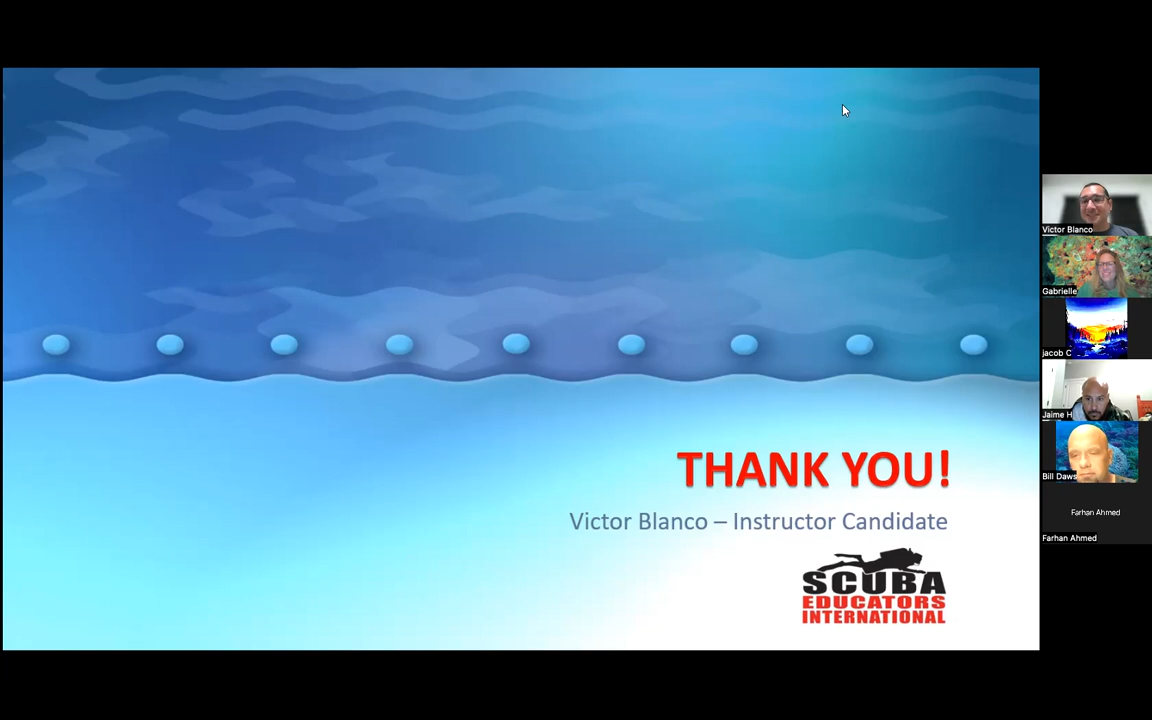 THANK YOU!
Victor Blanco – Instructor Candidate
SCUBA
EDUCATORS
INTERNATIONAL
Victor Blanco
Gabrielle
jacob C
Jaime H
Bill Daws
Farhan Ahmed
Farhan Ahmed